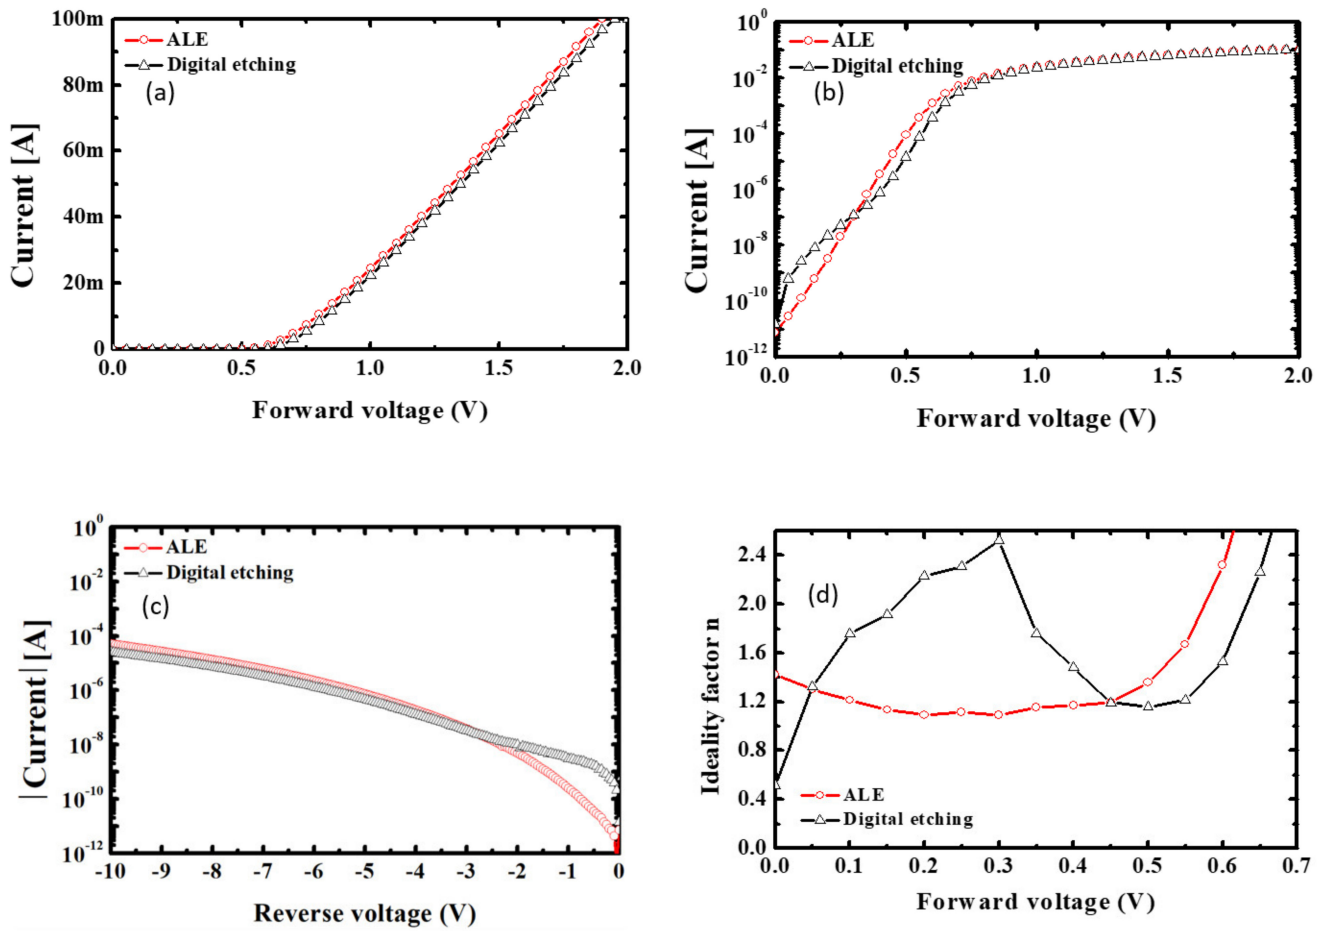 100m
80m
60m
40m
20m
0
Current [A]
ALE
Digital etching
(a)
0.0 0.5 1.0 1.5 2.0
Forward voltage (V)
10^0
10^-2
10^-4
10^-6
10^-8
10^-10
10^-12
Current [A]
ALE
Digital etching
(b)
0.0 0.5 1.0 1.5 2.0
Forward voltage (V)
10^0
10^-2
10^-4
10^-6
10^-8
10^-10
10^-12
|Current| [A]
ALE
Digital etching
(c)
-10 -9 -8 -7 -6 -5 -4 -3 -2 -1 0
Reverse voltage (V)
2.4
2.0
1.6
1.2
0.8
0.4
0.0
Ideality factor n
(d)
ALE
Digital etching
0.0 0.1 0.2 0.3 0.4 0.5 0.6 0.7
Forward voltage (V)